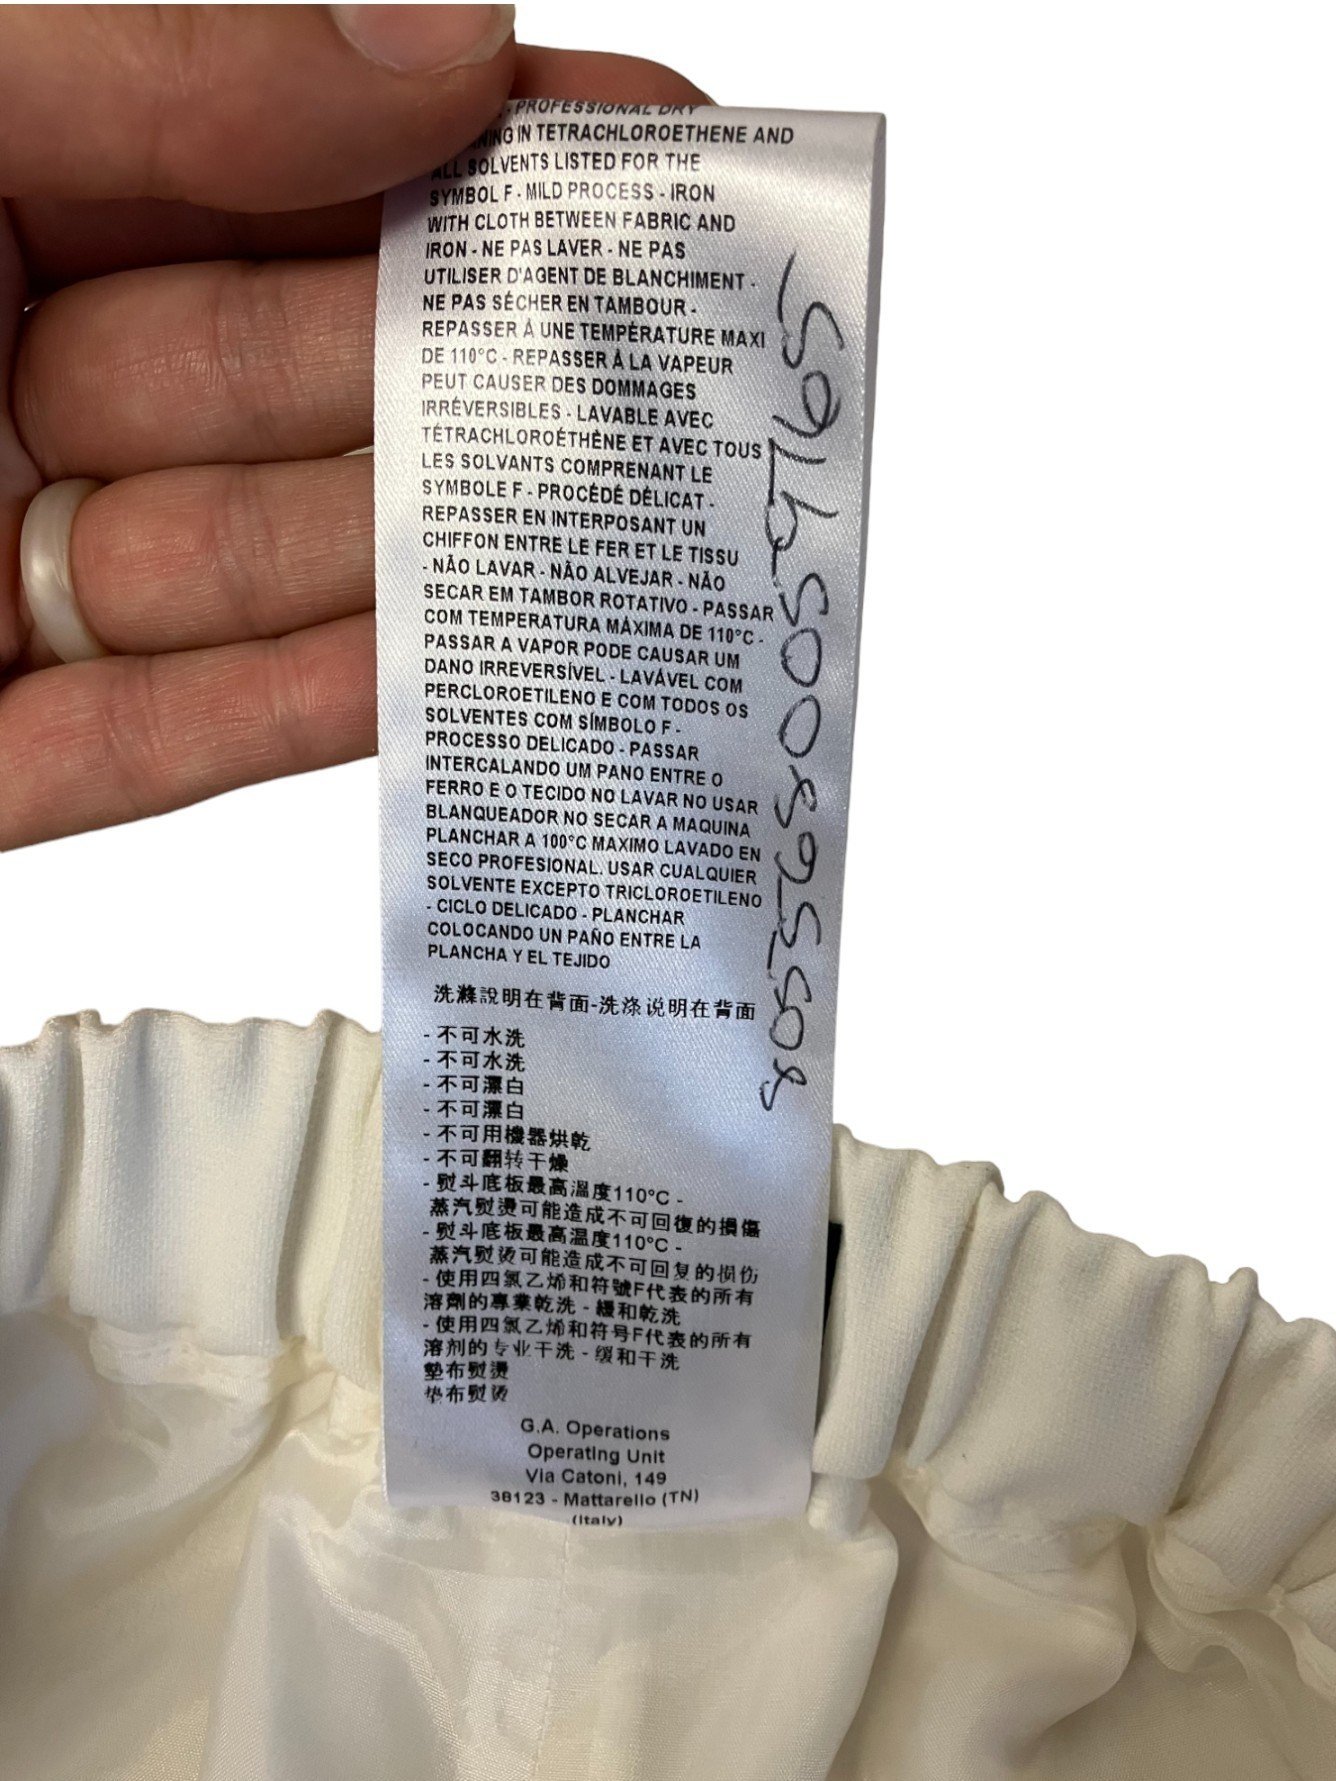 - PROFESSIONAL DRY
NING IN TETRACHLOROETHENE AND
ALL SOLVENTS LISTED FOR THE
SYMBOL F - MILD PROCESS - IRON
WITH CLOTH BETWEEN FABRIC AND
IRON - NE PAS LAVER - NE PAS
UTILISER D'AGENT DE BLANCHIMENT -
NE PAS SÉCHER EN TAMBOUR -
REPASSER À UNE TEMPÉRATURE MAXI
DE 110°C - REPASSER À LA VAPEUR
PEUT CAUSER DES DOMMAGES
IRRÉVERSIBLES - LAVABLE AVEC
TÉTRACHLOROÉTHÈNE ET AVEC TOUS
LES SOLVANTS COMPRENANT LE
SYMBOLE F - PROCÉDÉ DÉLICAT -
REPASSER EN INTERPOSANT UN
CHIFFON ENTRE LE FER ET LE TISSU
- NÃO LAVAR - NÃO ALVEJAR - NÃO
SECAR EM TAMBOR ROTATIVO - PASSAR
COM TEMPERATURA MÁXIMA DE 110°C -
PASSAR A VAPOR PODE CAUSAR UM
DANO IRREVERSÍVEL - LAVÁVEL COM
PERCLOROETILENO E COM TODOS OS
SOLVENTES COM SÍMBOLO F -
PROCESSO DELICADO - PASSAR
INTERCALANDO UM PANO ENTRE O
FERRO E O TECIDO NO LAVAR NO USAR
BLANQUEADOR NO SECAR A MAQUINA
PLANCHAR A 100°C MAXIMO LAVADO EN
SECO PROFESIONAL. USAR CUALQUIER
SOLVENTE EXCEPTO TRICLOROETILENO
- CICLO DELICADO - PLANCHAR
COLOCANDO UN PAÑO ENTRE LA
PLANCHA Y EL TEJIDO
洗滌說明在背面-洗涤说明在背面
- 不可水洗
- 不可水洗
- 不可漂白
- 不可漂白
- 不可用機器烘乾
- 不可翻转干燥
- 熨斗底板最高溫度110°C -
蒸汽熨燙可能造成不可回復的損傷
- 熨斗底板最高温度110°C -
蒸汽熨烫可能造成不可回复的损伤
- 使用四氯乙烯和符號F代表的所有
溶劑的專業乾洗 - 緩和乾洗
- 使用四氯乙烯和符号F代表的所有
溶剂的专业干洗 - 缓和干洗
墊布熨燙
垫布熨烫
G.A. Operations
Operating Unit
Via Catoni, 149
38123 - Mattarello (TN)
(Italy)